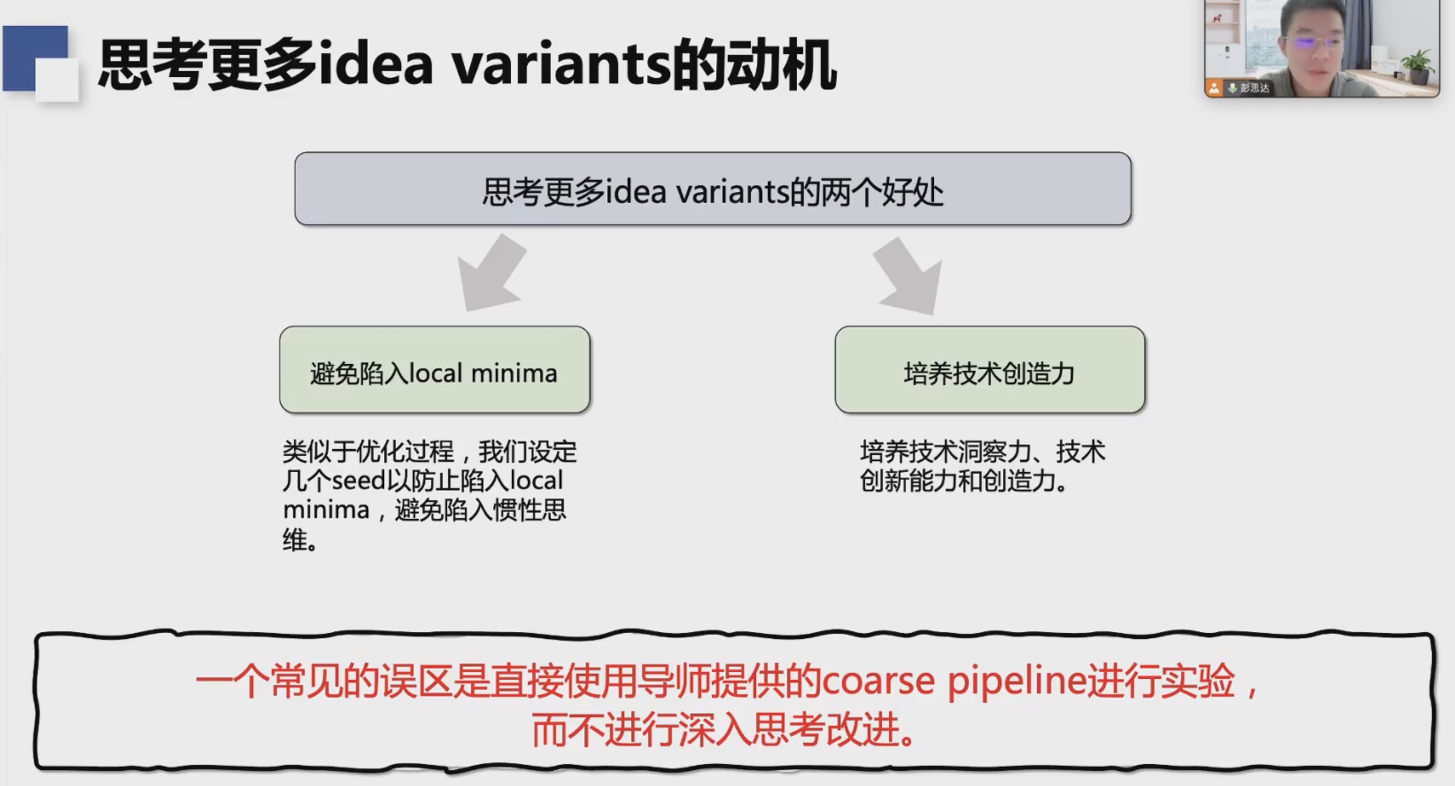 思考更多idea variants的动机
彭思达
思考更多idea variants的两个好处
避免陷入local minima
培养技术创造力
类似于优化过程，我们设定
几个seed以防止陷入local
minima，避免陷入惯性思
维。
培养技术洞察力、技术
创新能力和创造力。
一个常见的误区是直接使用导师提供的coarse pipeline进行实验，
而不进行深入思考改进。